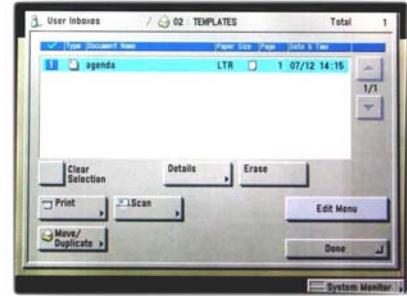 User Inboxes / 02 : TEMPLATES Total 1
✓ Type Document Name Paper Size Page Date & Time
1 agenda LTR 1 07/12 14:15
1/1
Clear Selection
Details
Erase
Print
Scan
Edit Menu
Move/Duplicate
Done
System Monitor